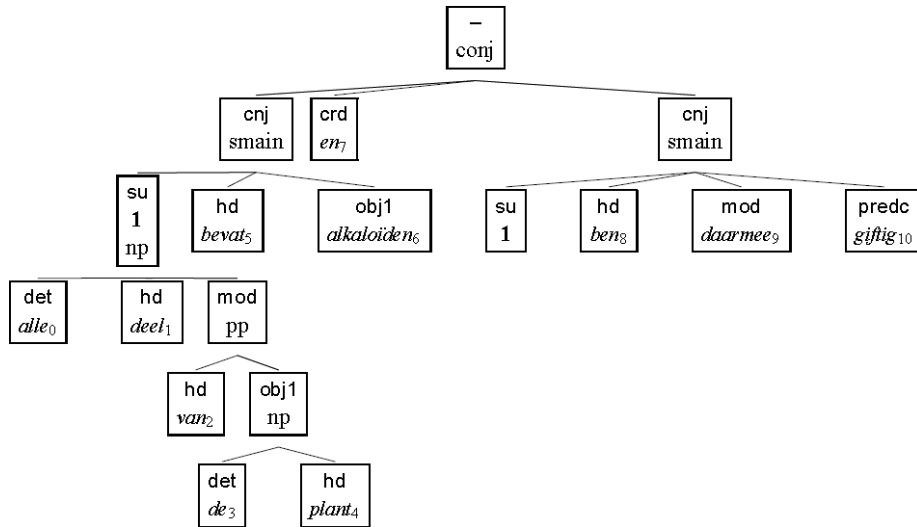 –
conj
cnj
smain
crd
en7
cnj
smain
su
1
np
hd
bevat5
obj1
alkaloïden6
su
1
hd
ben8
mod
daarmee9
predc
giftig10
det
alle0
hd
deel1
mod
pp
hd
van2
obj1
np
det
de3
hd
plant4